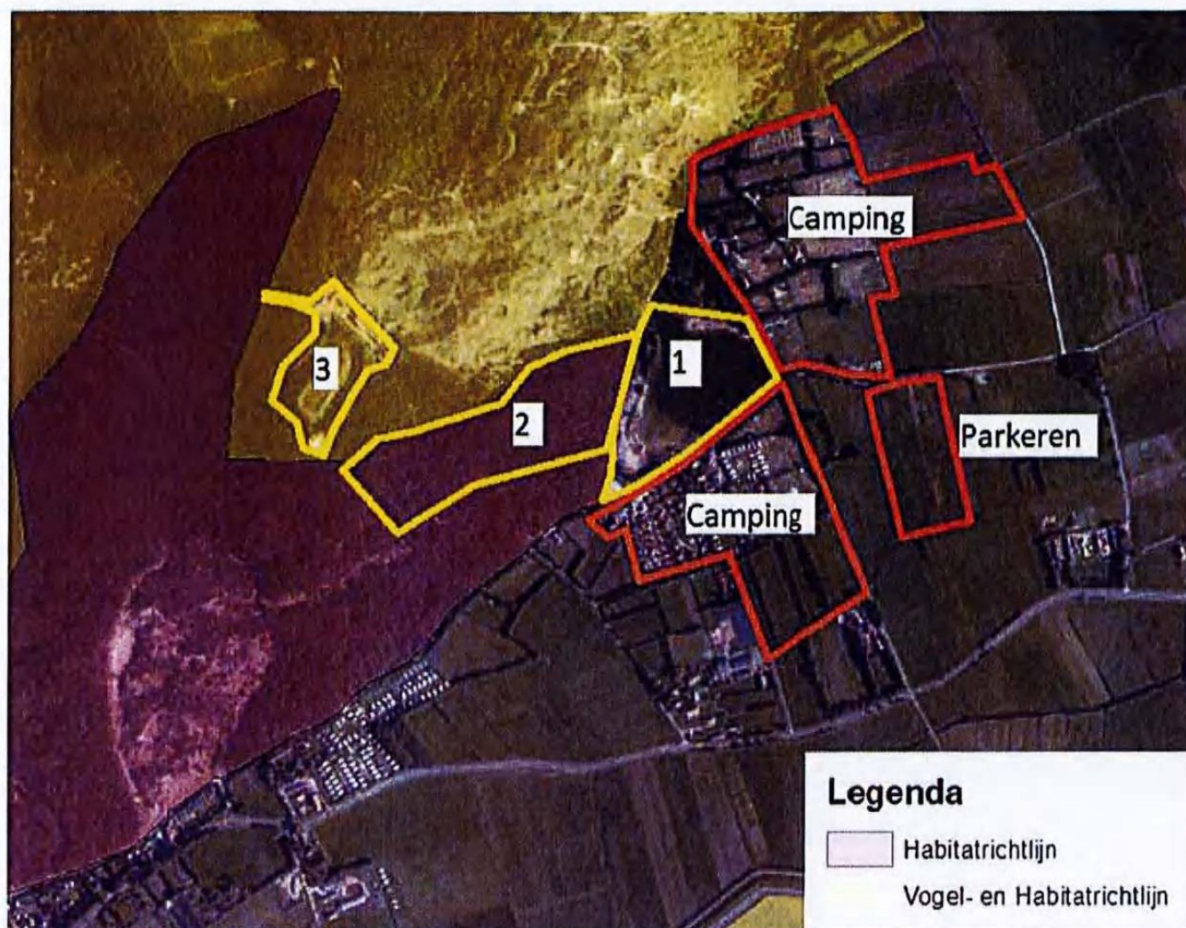 Camping
1
3
2
Parkeren
Camping
Legenda
Habitatrichtlijn
Vogel- en Habitatrichtlijn